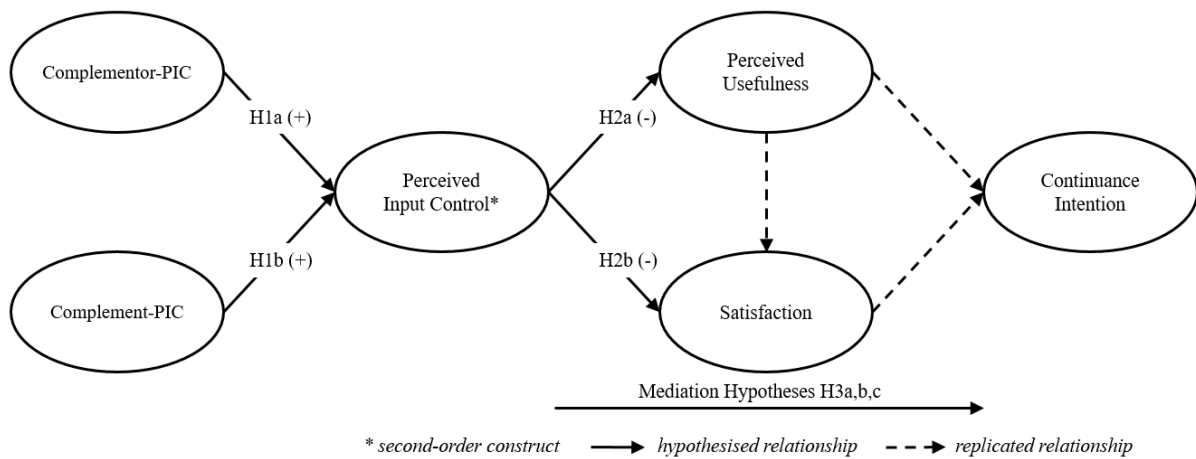 Complementor-PIC
H1a (+)
Perceived
Input Control*
H1b (+)
Complement-PIC
H2a (-)
Perceived
Usefulness
H2b (-)
Satisfaction
Continuance
Intention
Mediation Hypotheses H3a,b,c
* second-order construct
hypothesised relationship
replicated relationship